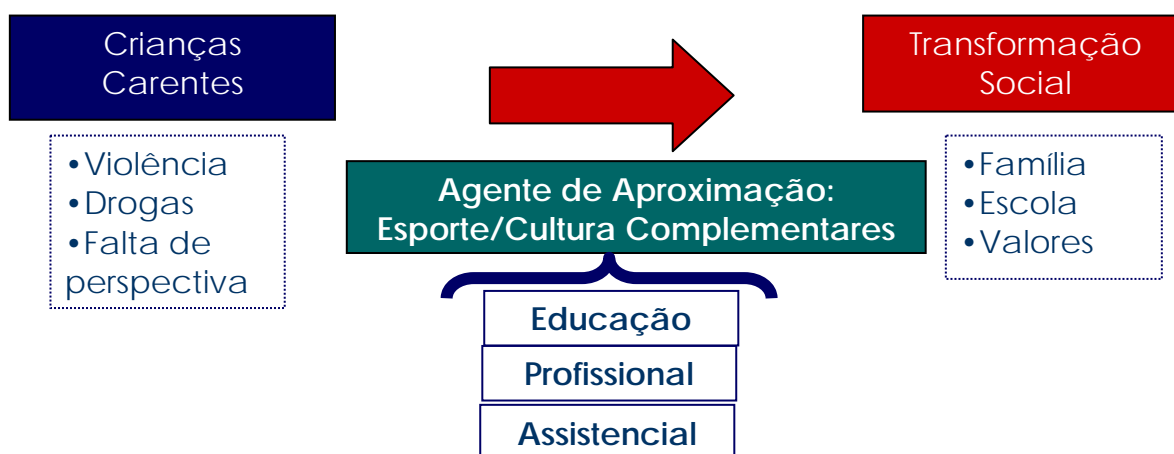 Crianças
Carentes
•Violência
•Drogas
•Falta de
perspectiva
Agente de Aproximação:
Esporte/Cultura Complementares
Educação
Profissional
Assistencial
Transformação
Social
•Família
•Escola
•Valores